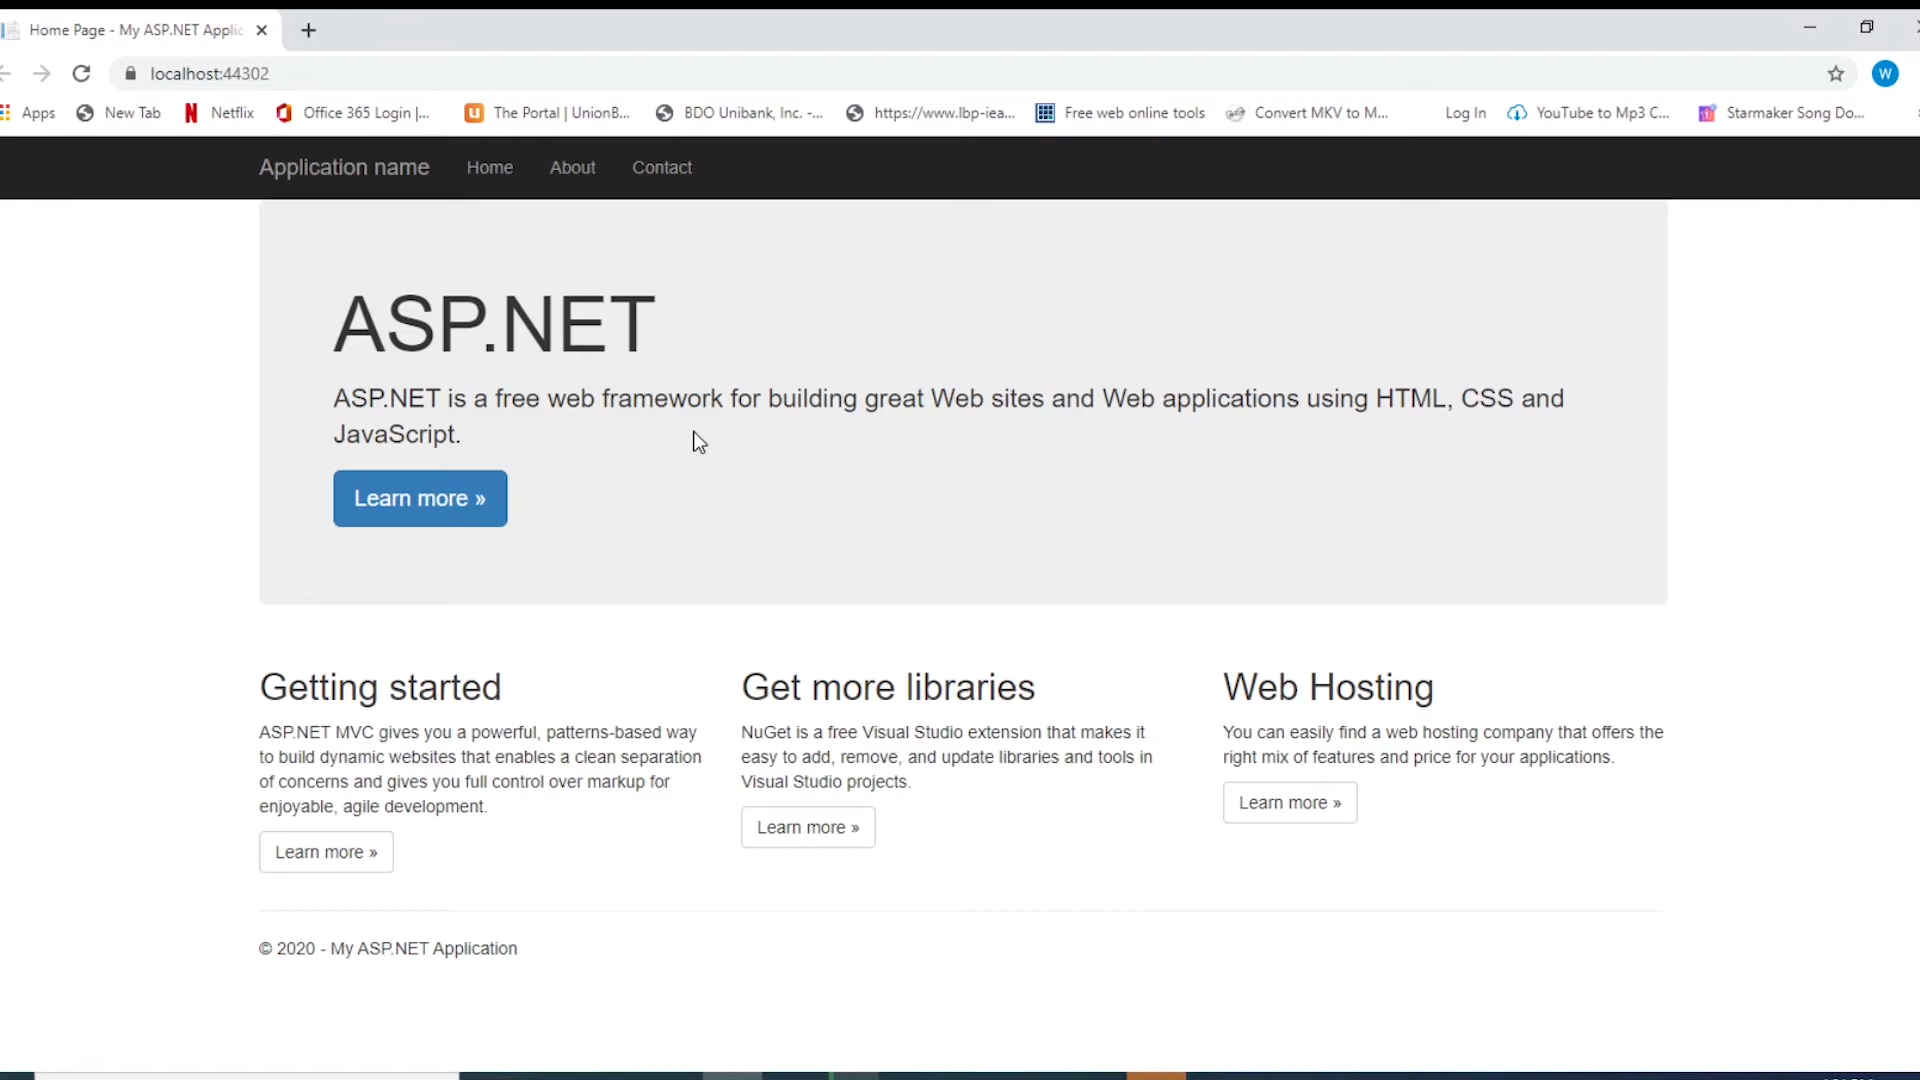 Home Page - My ASP.NET Applic
localhost:44302
W
Apps New Tab Netflix Office 365 Login |... The Portal | UnionB... BDO Unibank, Inc. -... https://www.lbp-iea... Free web online tools Convert MKV to M... Log In YouTube to Mp3 C... Starmaker Song Do...
Application name Home About Contact
ASP.NET
ASP.NET is a free web framework for building great Web sites and Web applications using HTML, CSS and
JavaScript.
Learn more »
Getting started
ASP.NET MVC gives you a powerful, patterns-based way
to build dynamic websites that enables a clean separation
of concerns and gives you full control over markup for
enjoyable, agile development.
Learn more »
Get more libraries
NuGet is a free Visual Studio extension that makes it
easy to add, remove, and update libraries and tools in
Visual Studio projects.
Learn more »
Web Hosting
You can easily find a web hosting company that offers the
right mix of features and price for your applications.
Learn more »
© 2020 - My ASP.NET Application